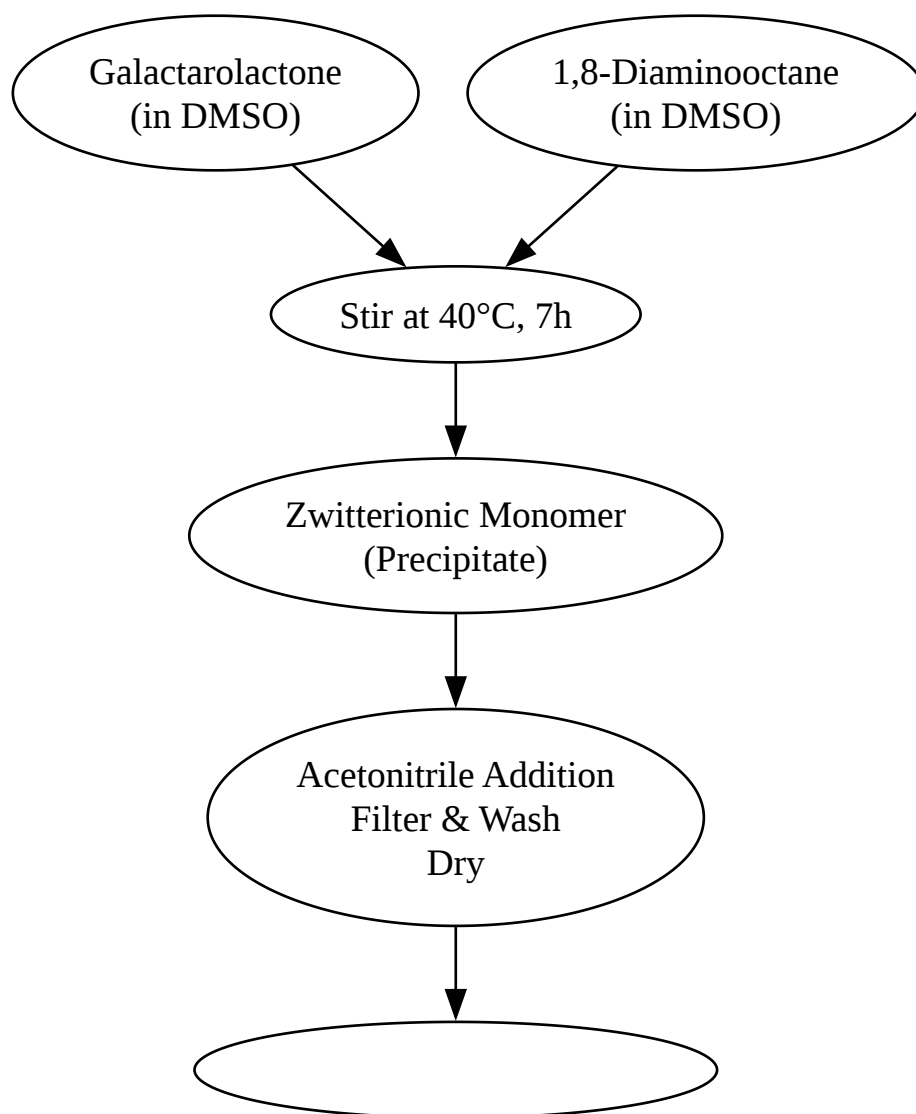 Galactarolactone
(in DMSO)
1,8-Diaminooctane
(in DMSO)
Stir at 40°C, 7h
Zwitterionic Monomer
(Precipitate)
Acetonitrile Addition
Filter & Wash
Dry